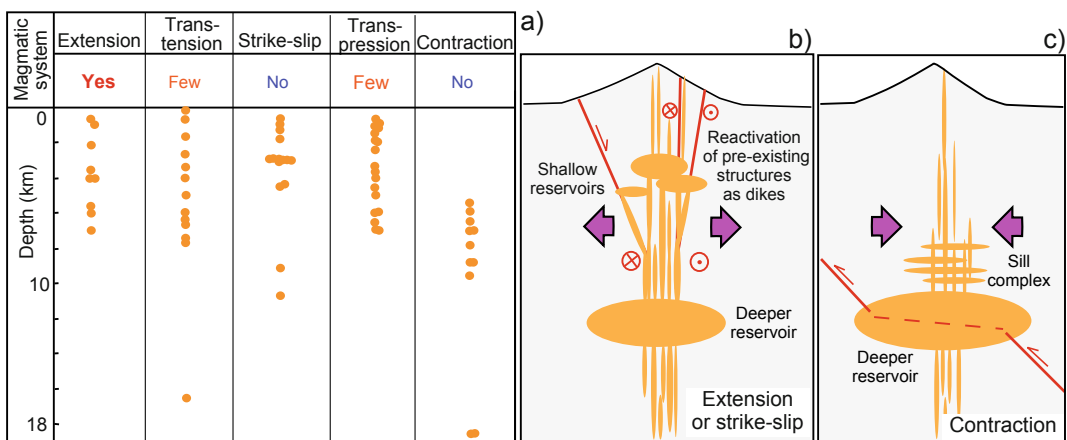 Magmatic
system
Extension
Trans-
tension
Strike-slip
Trans-
pression
Contraction
Yes
Few
No
Few
No
Depth (km)
0
10
18
a)
b)
Shallow
reservoirs
Reactivation
of pre-existing
structures
as dikes
Deeper
reservoir
Extension
or strike-slip
c)
Sill
complex
Deeper
reservoir
Contraction